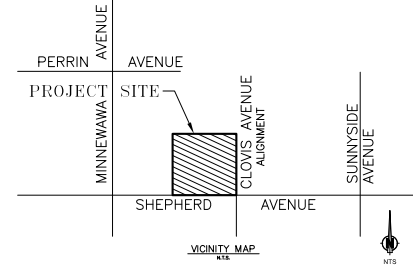 PERRIN AVENUE
PROJECT SITE
MINNEWAWA AVENUE
CLOVIS AVENUE
ALIGNMENT
SUNNYSIDE
AVENUE
SHEPHERD AVENUE
VICINITY MAP
N.T.S.
N
NTS